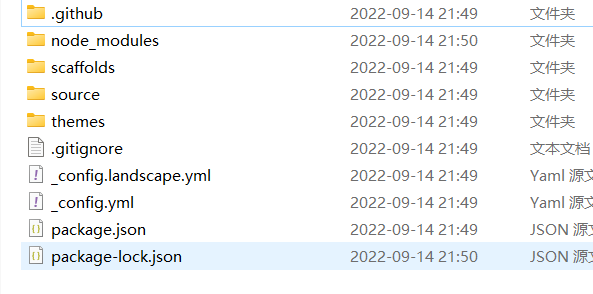 .github 2022-09-14 21:49 文件夹
node_modules 2022-09-14 21:50 文件夹
scaffolds 2022-09-14 21:49 文件夹
source 2022-09-14 21:49 文件夹
themes 2022-09-14 21:49 文件夹
.gitignore 2022-09-14 21:49 文本文档
_config.landscape.yml 2022-09-14 21:49 Yaml 源文
_config.yml 2022-09-14 21:49 Yaml 源文
package.json 2022-09-14 21:49 JSON 源
package-lock.json 2022-09-14 21:50 JSON 源